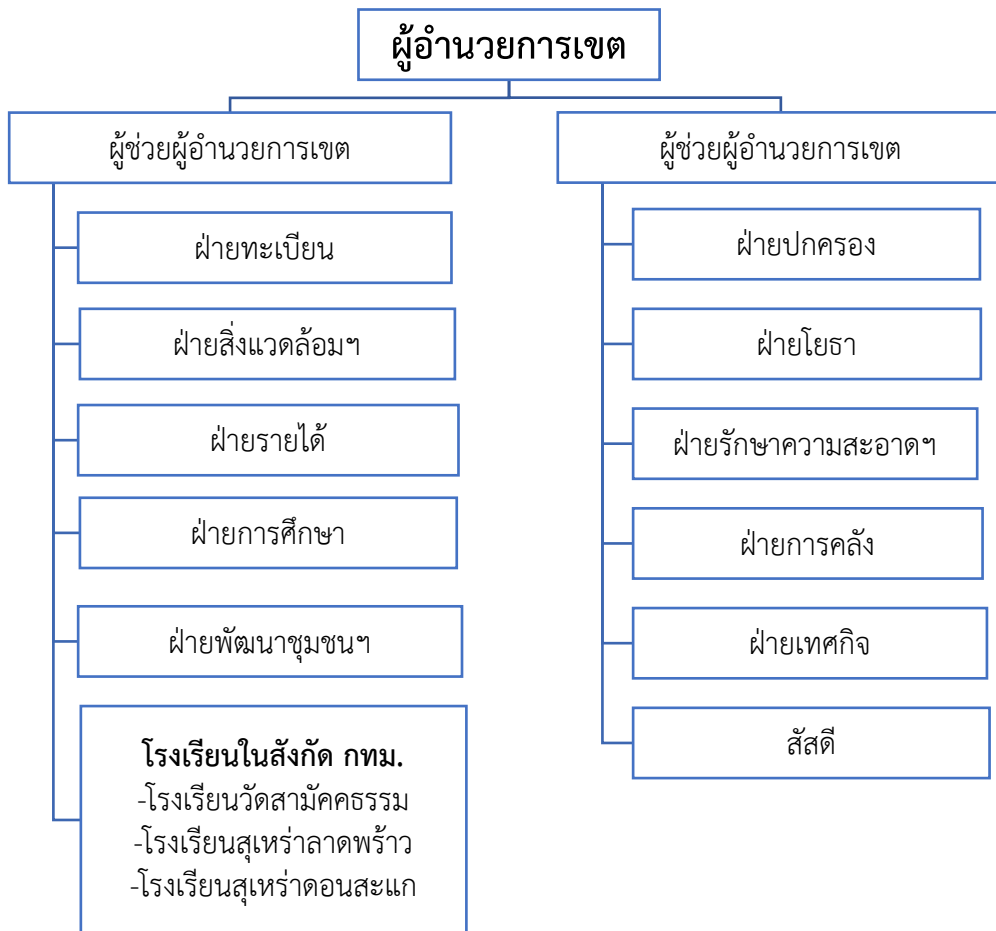 ผู้อำนวยการเขต
ผู้ช่วยผู้อำนวยการเขต
ฝ่ายทะเบียน
ฝ่ายสิ่งแวดล้อมฯ
ฝ่ายรายได้
ฝ่ายการศึกษา
ฝ่ายพัฒนาชุมชนฯ
โรงเรียนในสังกัด กทม.
-โรงเรียนวัดสามัคคธรรม
-โรงเรียนสุเหร่าลาดพร้าว
-โรงเรียนสุเหร่าดอนสะแก
ผู้ช่วยผู้อำนวยการเขต
ฝ่ายปกครอง
ฝ่ายโยธา
ฝ่ายรักษาความสะอาดฯ
ฝ่ายการคลัง
ฝ่ายเทศกิจ
สัสดี